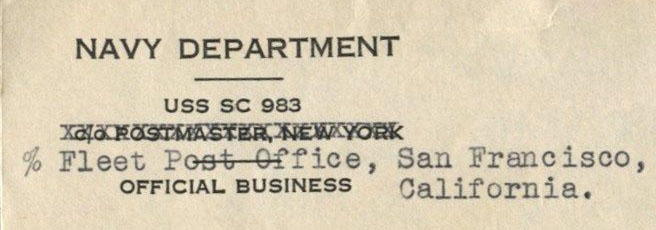 NAVY DEPARTMENT
USS SC 983
c/o POSTMASTER, NEW YORK
% Fleet Post Office, San Francisco,
OFFICIAL BUSINESS California.